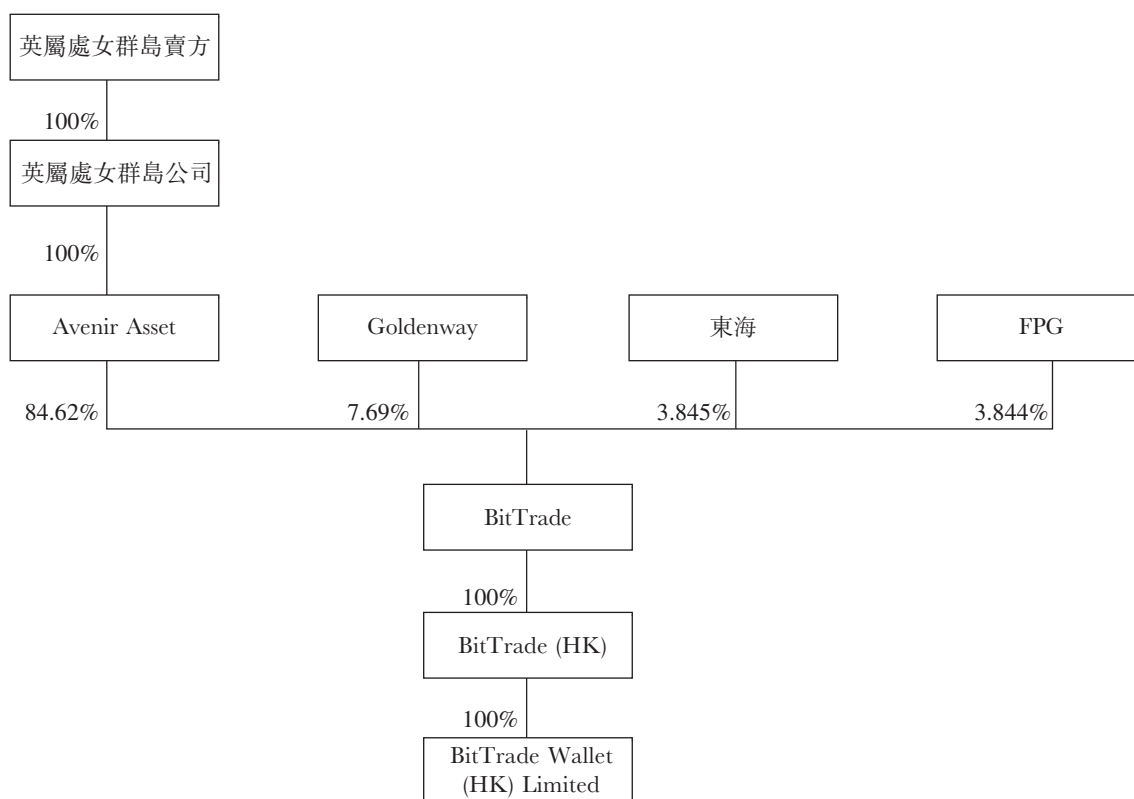 英屬處女群島賣方
100%
英屬處女群島公司
100%
Avenir Asset
Goldenway
東海
FPG
84.62%
7.69%
3.845%
3.844%
BitTrade
100%
BitTrade (HK)
100%
BitTrade Wallet
(HK) Limited